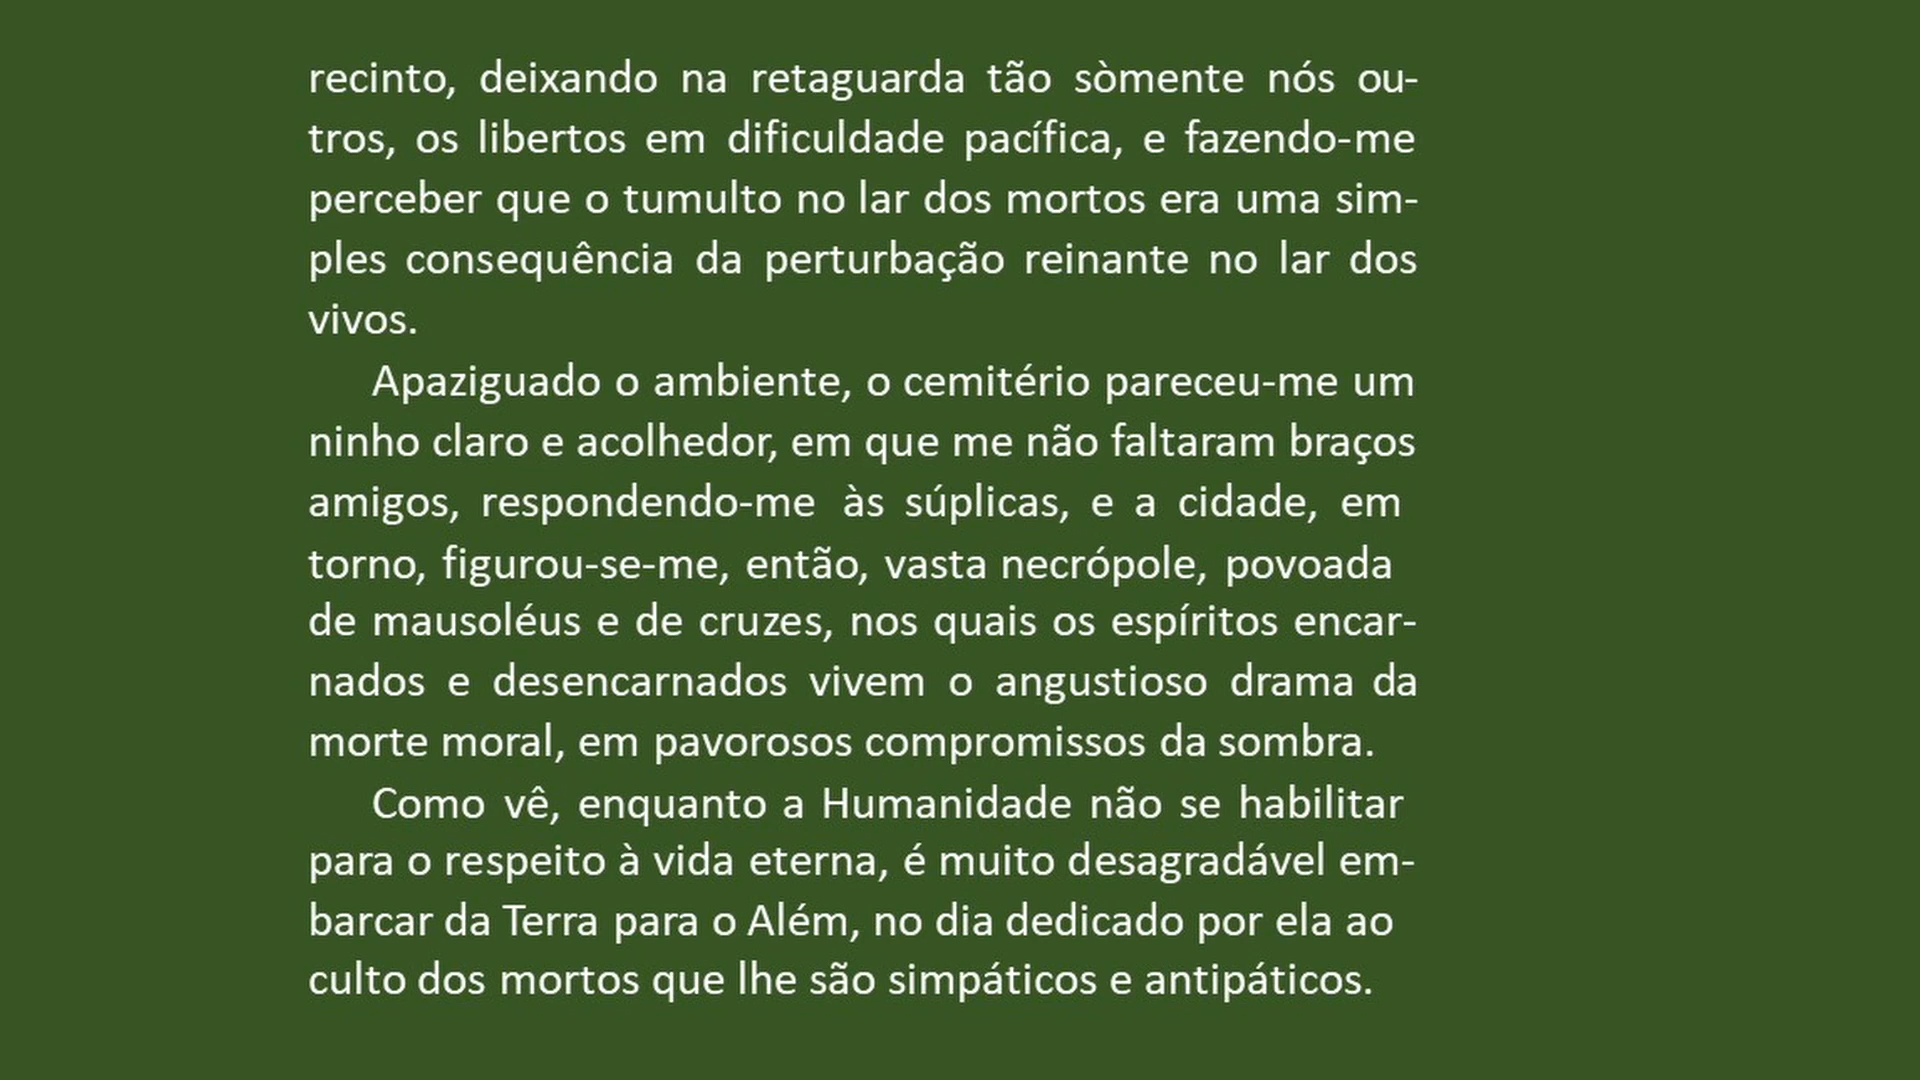 recinto, deixando na retaguarda tão sòmente nós ou-
tros, os libertos em dificuldade pacífica, e fazendo-me
perceber que o tumulto no lar dos mortos era uma sim-
ples consequência da perturbação reinante no lar dos
vivos.
Apaziguado o ambiente, o cemitério pareceu-me um
ninho claro e acolhedor, em que me não faltaram braços
amigos, respondendo-me às súplicas, e a cidade, em
torno, figurou-se-me, então, vasta necrópole, povoada
de mausoléus e de cruzes, nos quais os espíritos encar-
nados e desencarnados vivem o angustioso drama da
morte moral, em pavorosos compromissos da sombra.
Como vê, enquanto a Humanidade não se habilitar
para o respeito à vida eterna, é muito desagradável em-
barcar da Terra para o Além, no dia dedicado por ela ao
culto dos mortos que lhe são simpáticos e antipáticos.